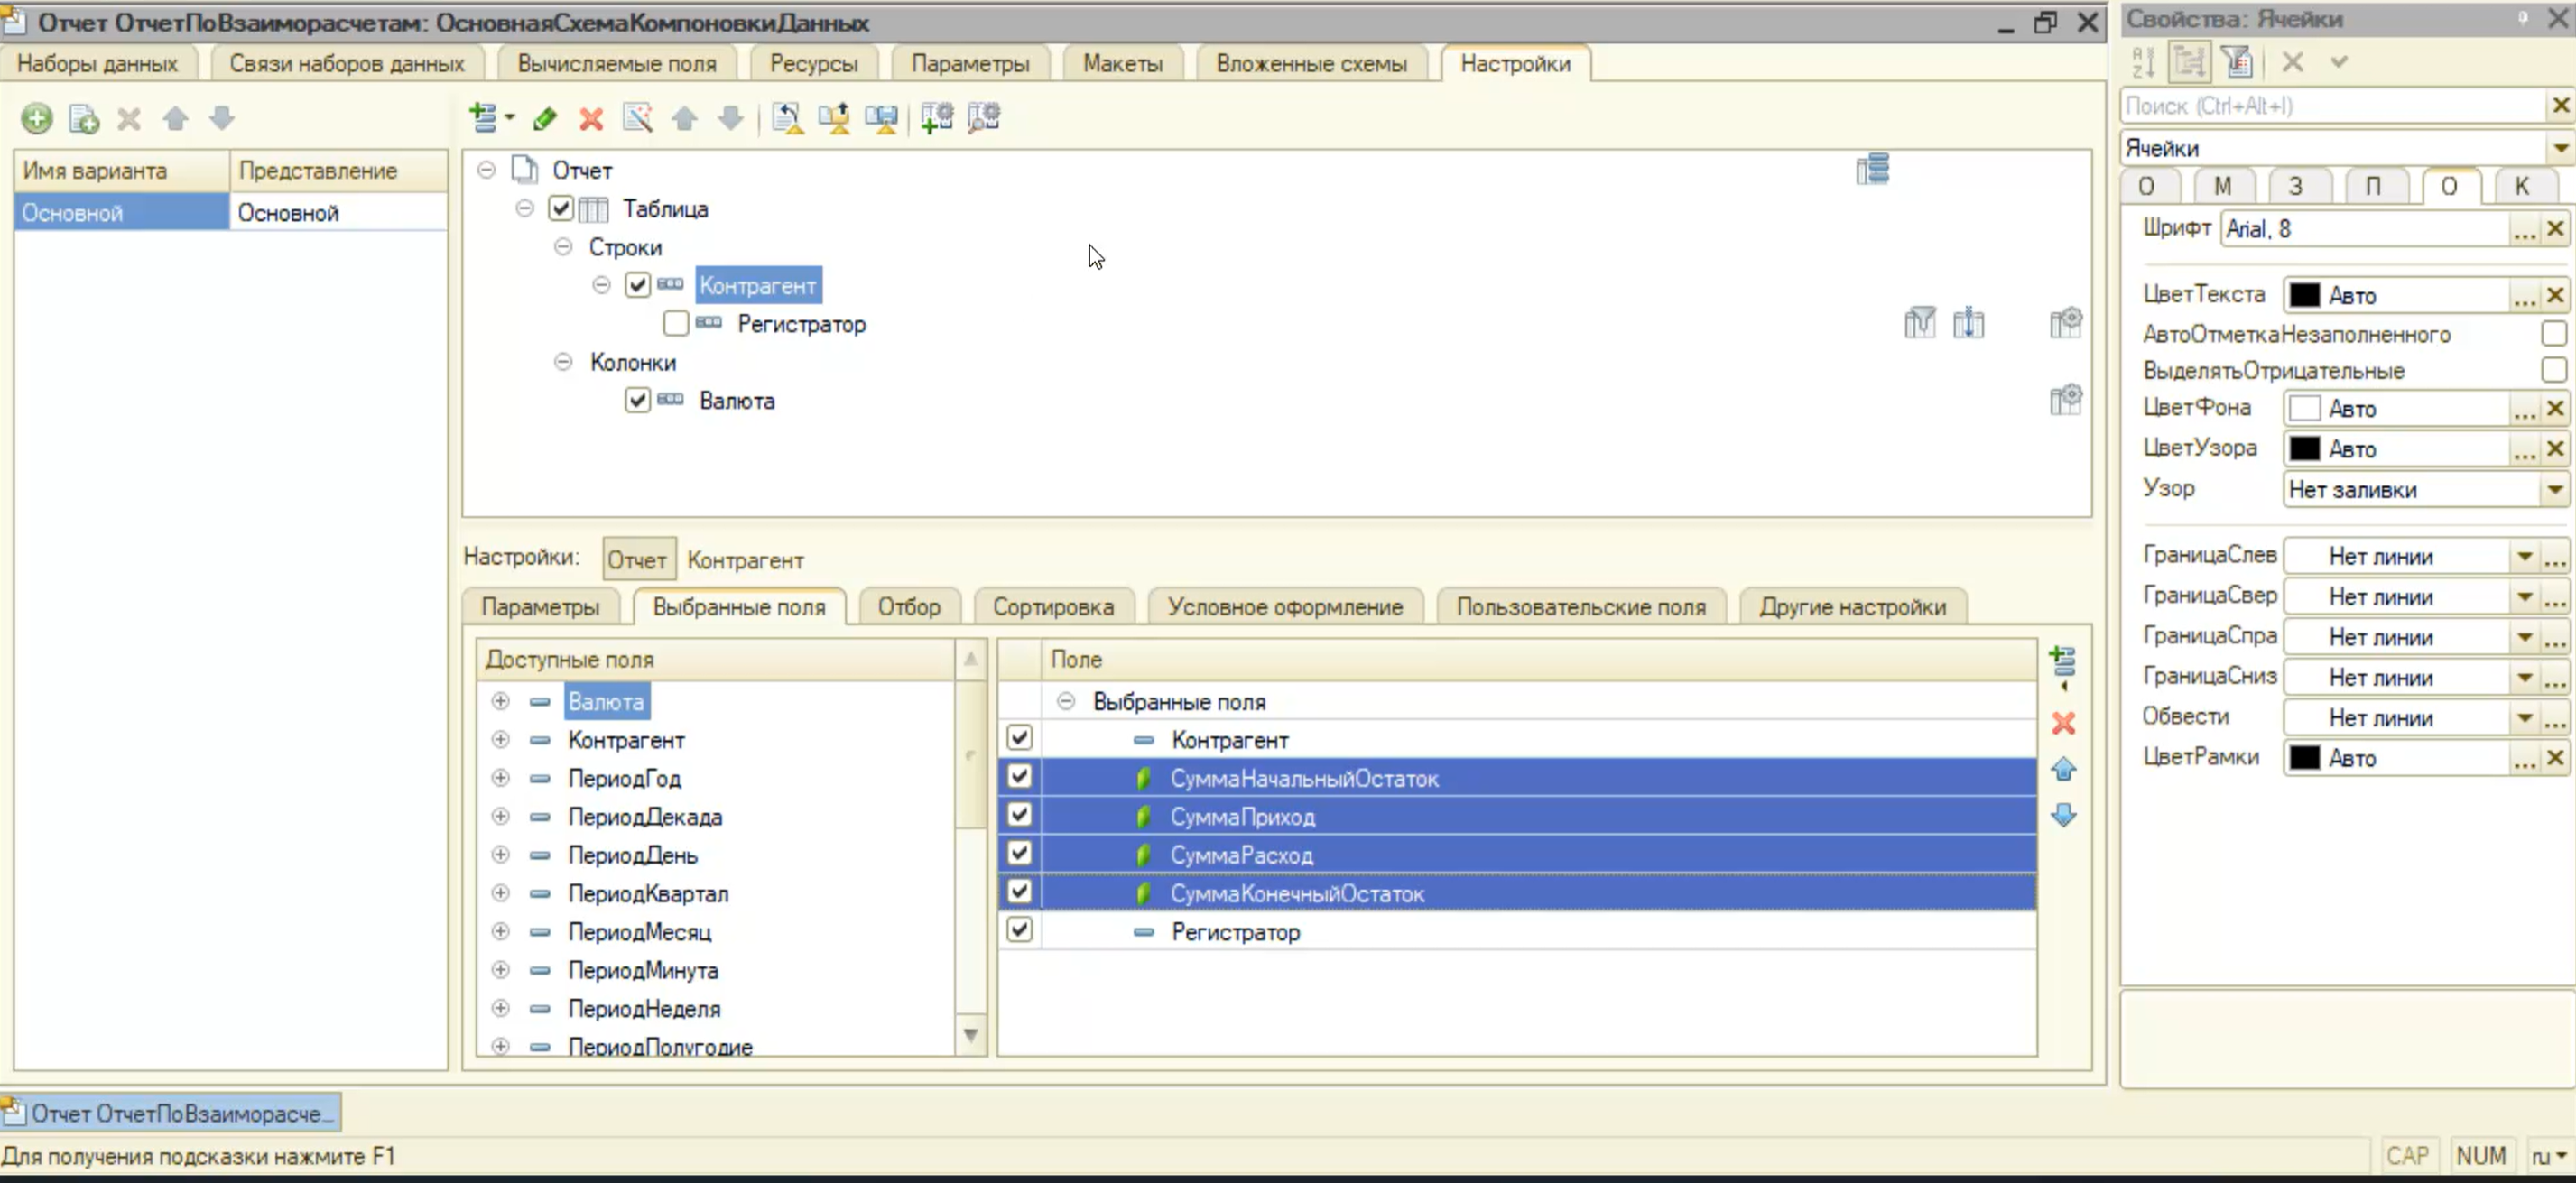 Отчет ОтчетПоВзаиморасчетам: ОсновнаяСхемаКомпоновкиДанных
Наборы данных
Связи наборов данных
Вычисляемые поля
Ресурсы
Параметры
Макеты
Вложенные схемы
Настройки
Имя варианта
Представление
Основной
Основной
Отчет
Таблица
Строки
Контрагент
Регистратор
Колонки
Валюта
Настройки:
Отчет
Контрагент
Параметры
Выбранные поля
Отбор
Сортировка
Условное оформление
Пользовательские поля
Другие настройки
Доступные поля
Валюта
Контрагент
ПериодГод
ПериодДекада
ПериодДень
ПериодКвартал
ПериодМесяц
ПериодМинута
ПериодНеделя
ПериодПолугодие
Поле
Выбранные поля
Контрагент
СуммаНачальныйОстаток
СуммаПриход
СуммаРасход
СуммаКонечныйОстаток
Регистратор
Свойства: Ячейки
Поиск (Ctrl+Alt+I)
Ячейки
О
М
З
П
О
К
Шрифт Arial, 8 ...
ЦветТекста Авто ...
АвтоОтметкаНезаполненного
ВыделятьОтрицательные
ЦветФона Авто ...
ЦветУзора Авто ...
Узор Нет заливки
ГраницаСлев Нет линии ...
ГраницаСвер Нет линии ...
ГраницаСпра Нет линии ...
ГраницаСниз Нет линии ...
Обвести Нет линии ...
ЦветРамки Авто ...
Отчет ОтчетПоВзаиморасче...
Для получения подсказки нажмите F1
CAP
NUM
ru